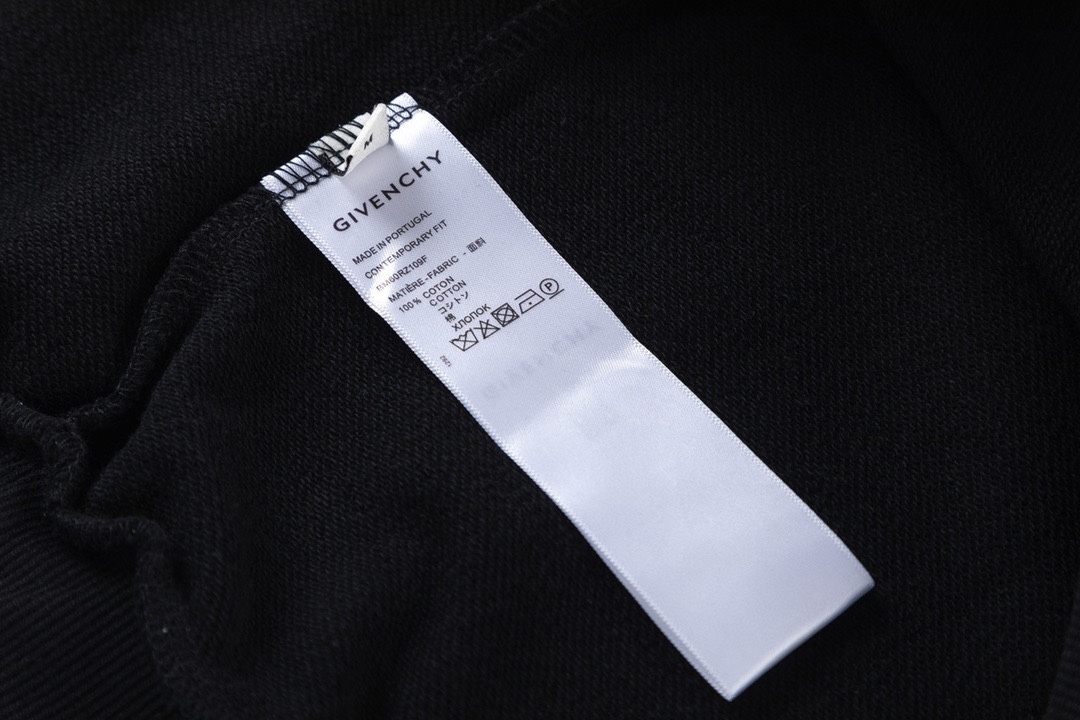 M
GIVENCHY
MADE IN PORTUGAL
CONTEMPORARY FIT
BM60RZ109F
MATIÈRE-FABRIC - 面料
100% COTON
COTTON
コットン
棉
ХЛОПОК
P